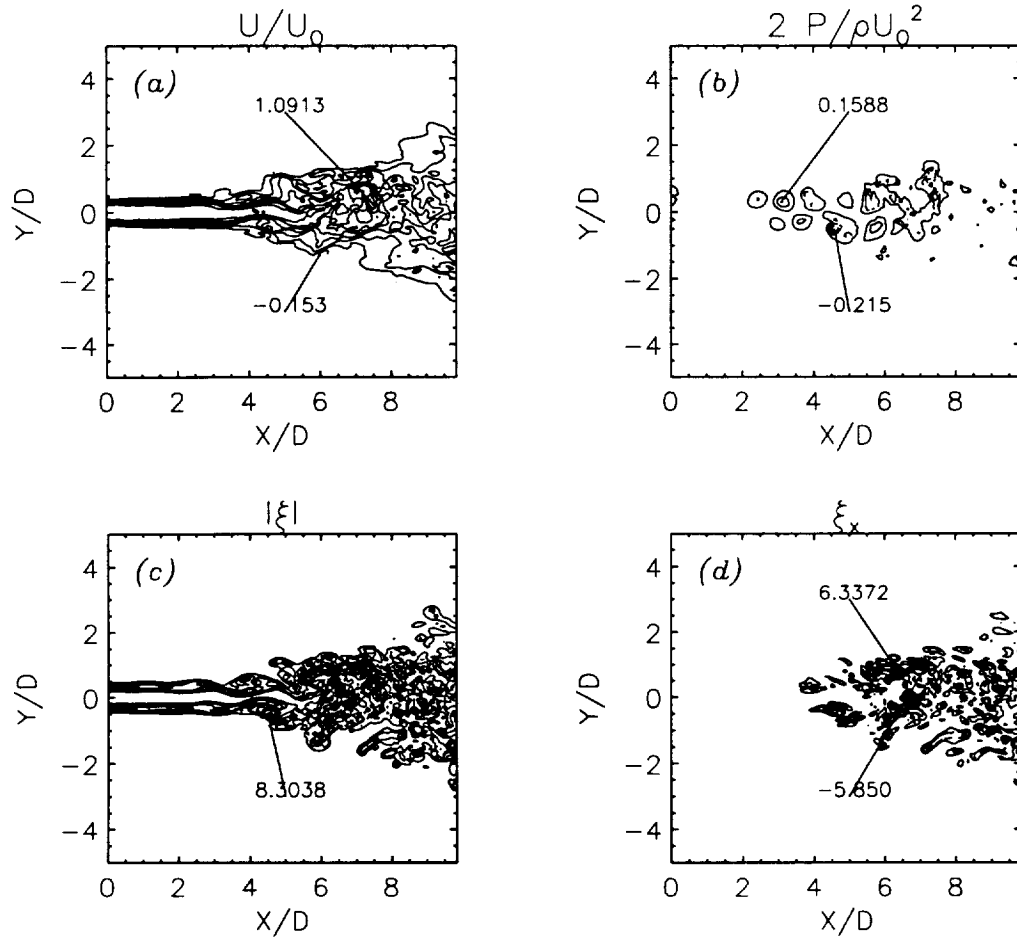 U/U₀
(a)
1.0913
-0.153
Y/D
4
2
0
-2
-4
0 2 4 6 8
X/D
2 P/ρU₀²
(b)
0.1588
-0.215
Y/D
4
2
0
-2
-4
0 2 4 6 8
X/D
|ξ|
(c)
8.3038
Y/D
4
2
0
-2
-4
0 2 4 6 8
X/D
ξₓ
(d)
6.3372
-5.850
Y/D
4
2
0
-2
-4
0 2 4 6 8
X/D